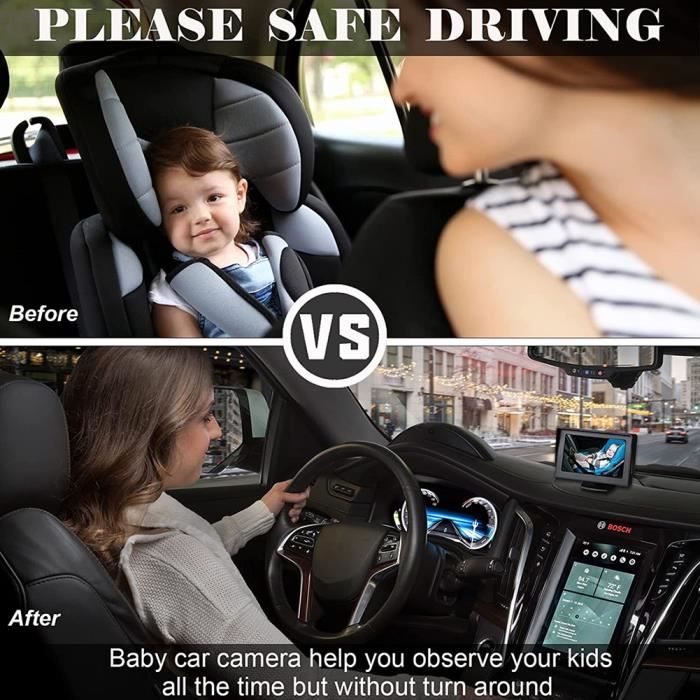 PLEASE SAFE DRIVING
Before
VS
BOSCH
72°F
After
Baby car camera help you observe your kids
all the time but without turn around